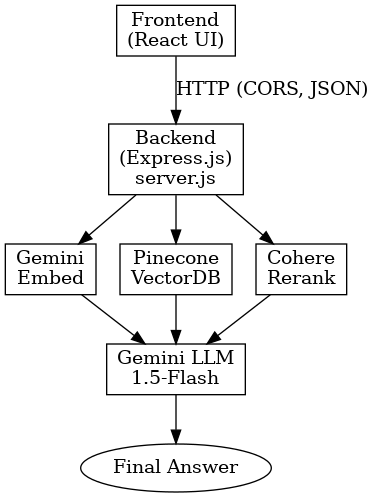 Frontend
(React UI)
HTTP (CORS, JSON)
Backend
(Express.js)
server.js
Gemini
Embed
Pinecone
VectorDB
Cohere
Rerank
Gemini LLM
1.5-Flash
Final Answer